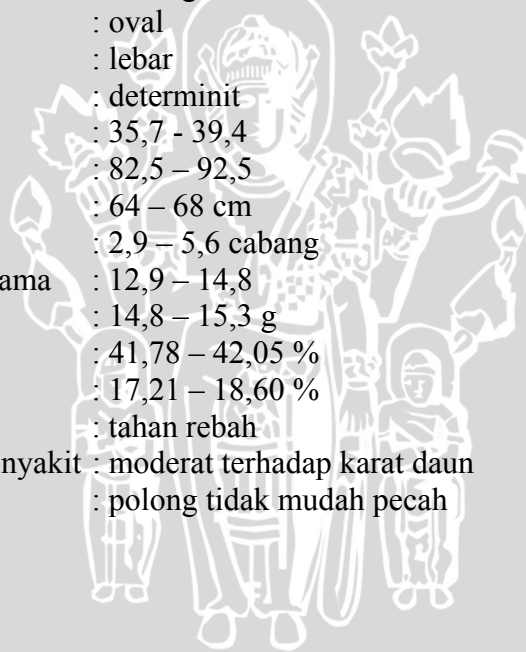 : oval
: lebar
: determinit
: 35,7 - 39,4
: 82,5 – 92,5
: 64 – 68 cm
: 2,9 – 5,6 cabang
ama : 12,9 – 14,8
: 14,8 – 15,3 g
: 41,78 – 42,05 %
: 17,21 – 18,60 %
: tahan rebah
nyakit : moderat terhadap karat daun
: polong tidak mudah pecah